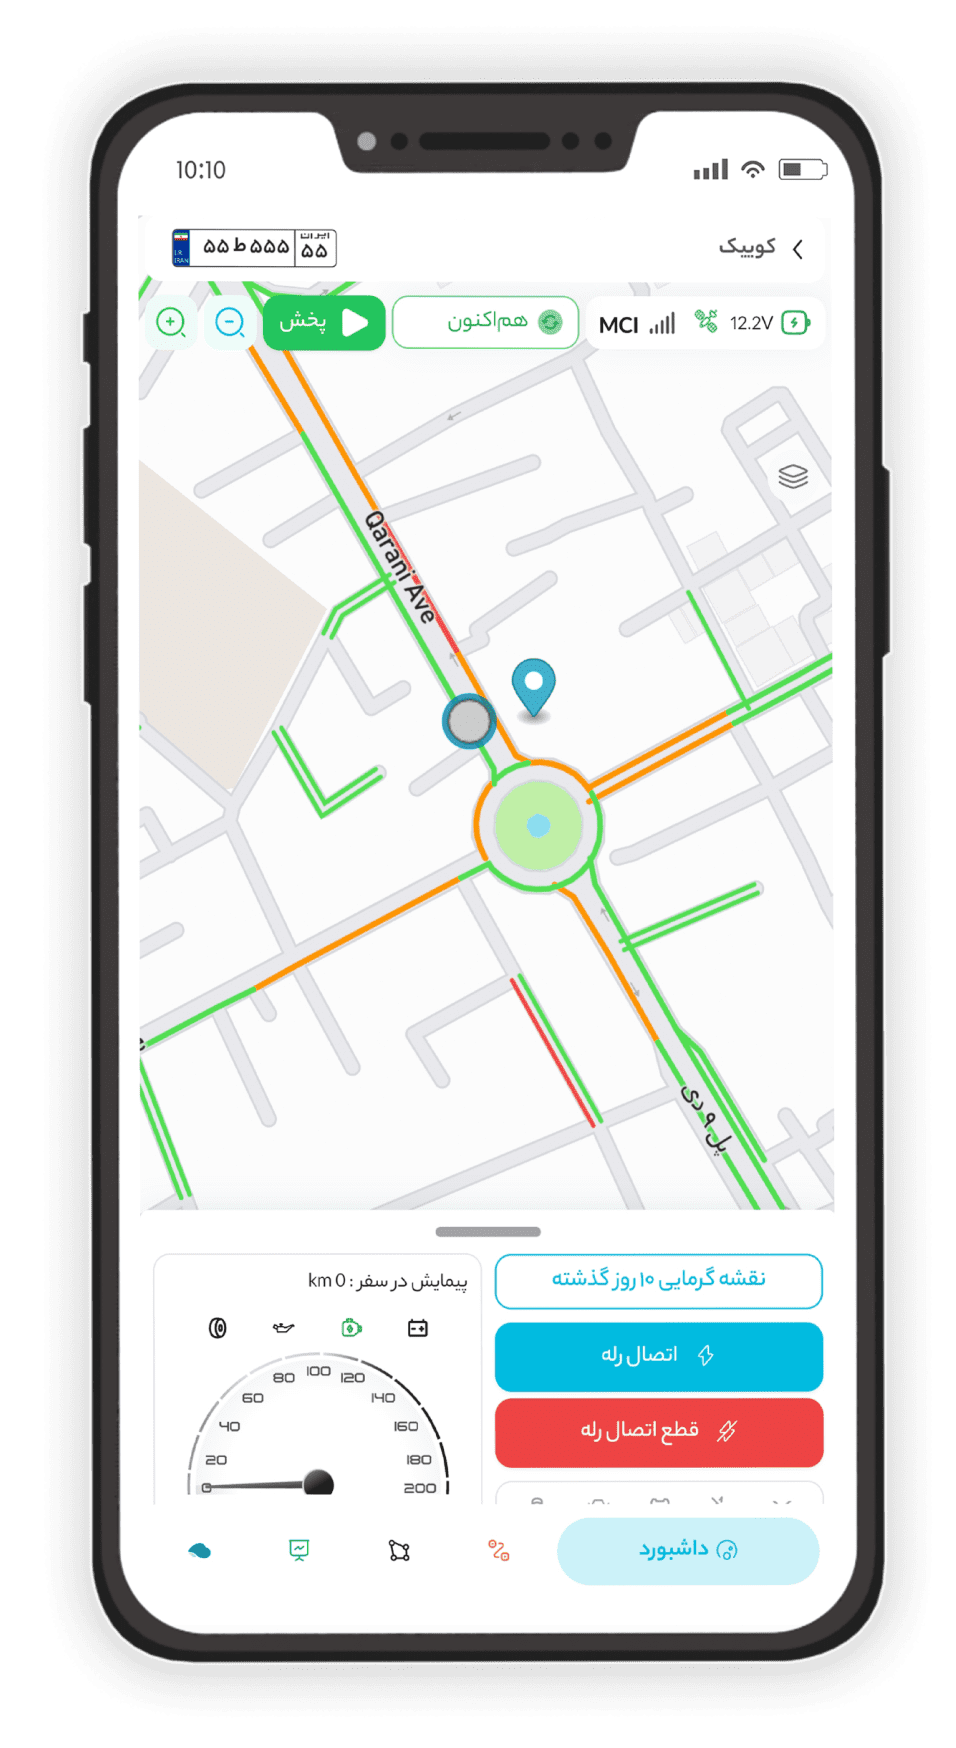 10:10
کوییک
ایران
۵۵ ط ۵۵۵
۵۵
I.R.
IRAN
12.2V
MCI
هم‌اکنون
پخش
Qarani Ave
پل ۹ دی
نقشه گرمایی ۱۰ روز گذشته
اتصال رله
قطع اتصال رله
پیمایش در سفر : 0 km
0
20
40
60
80
100
120
140
160
180
200
داشبورد